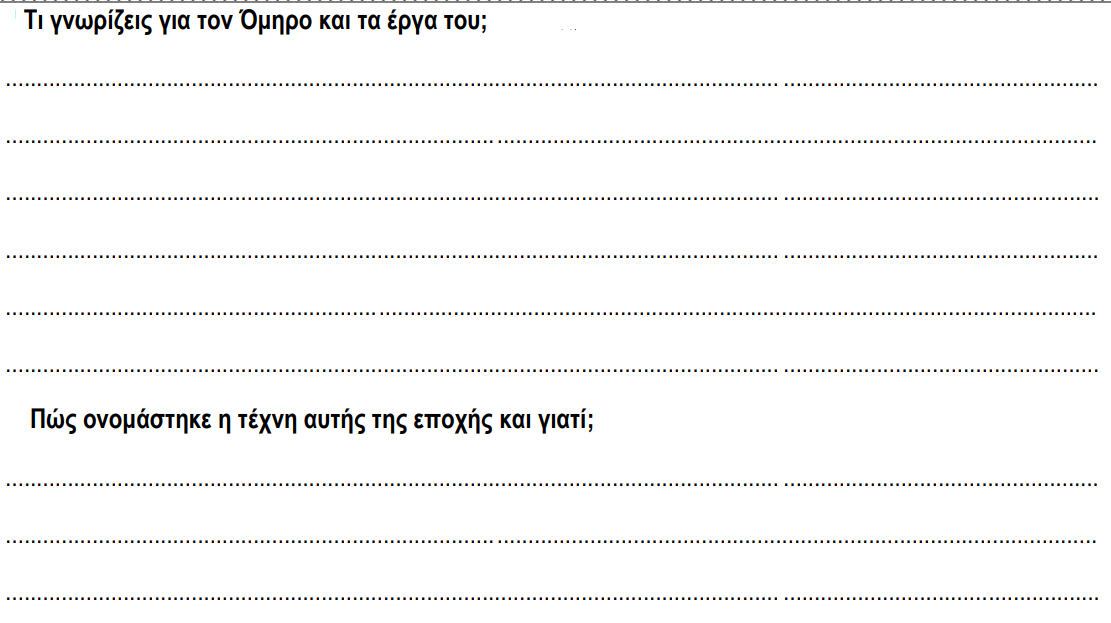 Τι γνωρίζεις για τον Όμηρο και τα έργα του;
Πώς ονομάστηκε η τέχνη αυτής της εποχής και γιατί;